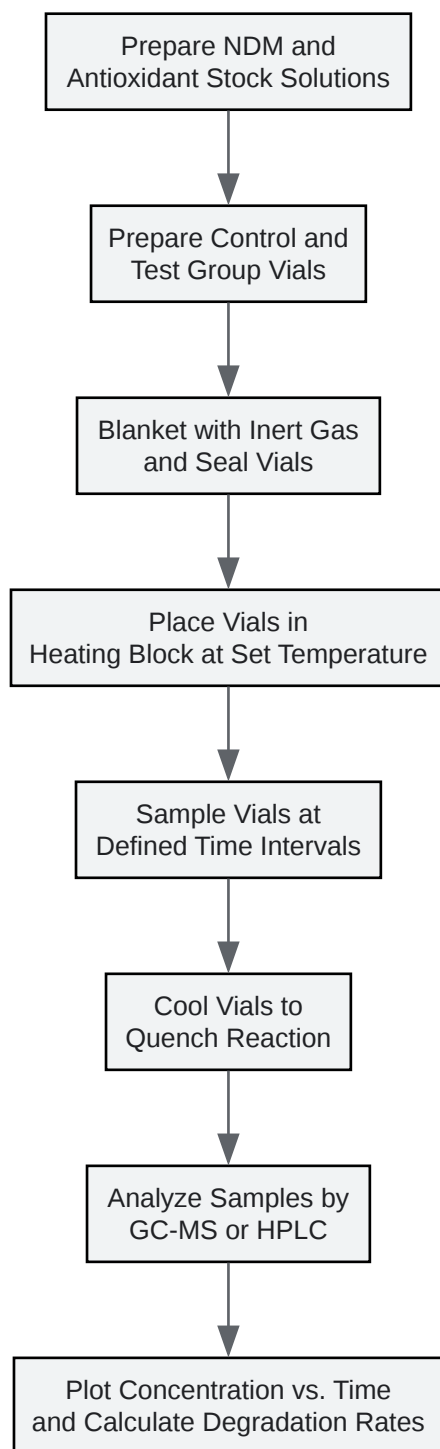 Prepare NDM and
Antioxidant Stock Solutions
Prepare Control and
Test Group Vials
Blanket with Inert Gas
and Seal Vials
Place Vials in
Heating Block at Set Temperature
Sample Vials at
Defined Time Intervals
Cool Vials to
Quench Reaction
Analyze Samples by
GC-MS or HPLC
Plot Concentration vs. Time
and Calculate Degradation Rates